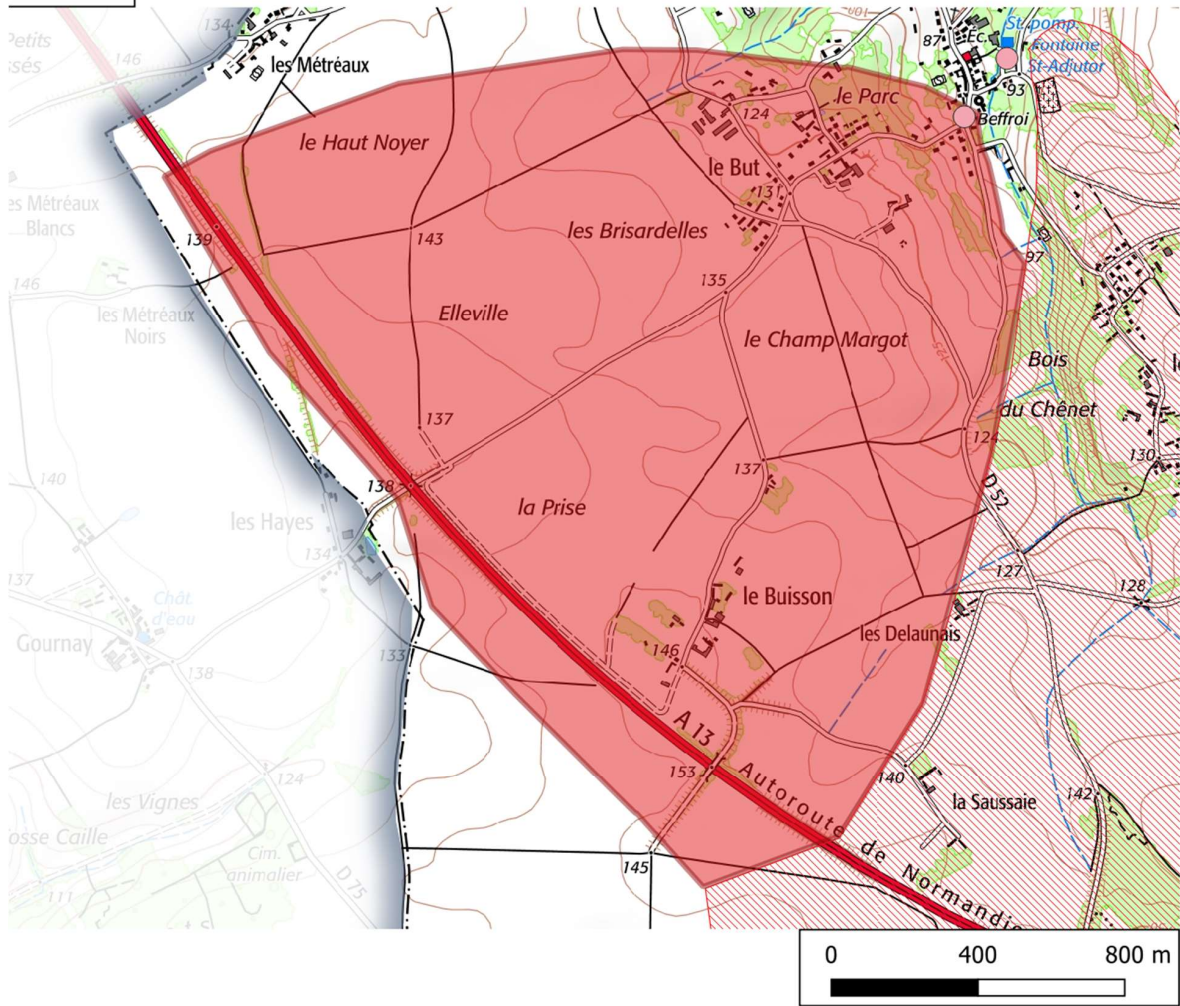 134
St. pomp.
Petits
Éc.
87
Fontaine
146
les Métréaux
St-Adjutor
93
le Parc
124
Beffroi
le Haut Noyer
le But
131
es Métréaux
Blancs
139
143
les Brisardelles
97
146
135
les Métréaux
Noirs
Elleville
le Champ Margot
125
Bois
du Chênet
137
124
130
137
138
140
la Prise
D 52
les Hayes
134
127
137
128
Chât.
d'eau
le Buisson
Gournay
les Delaunais
133
146
138
A 13
153
Autoroute de Normandie
124
140
142
les Vignes
la Saussaie
osse Caille
Cim.
animalier
145
D 75
111
0 400 800 m